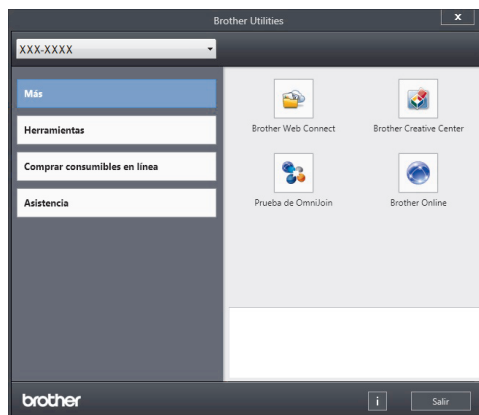 Brother Utilities
X
XXX-XXXX
Más
Herramientas
Comprar consumibles en línea
Asistencia
Brother Web Connect
Brother Creative Center
Prueba de OmniJoin
Brother Online
brother
i
Salir